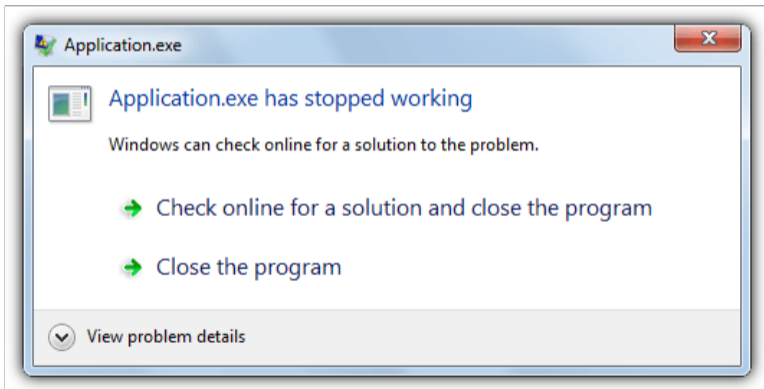 Application.exe
Application.exe has stopped working
Windows can check online for a solution to the problem.
Check online for a solution and close the program
Close the program
View problem details